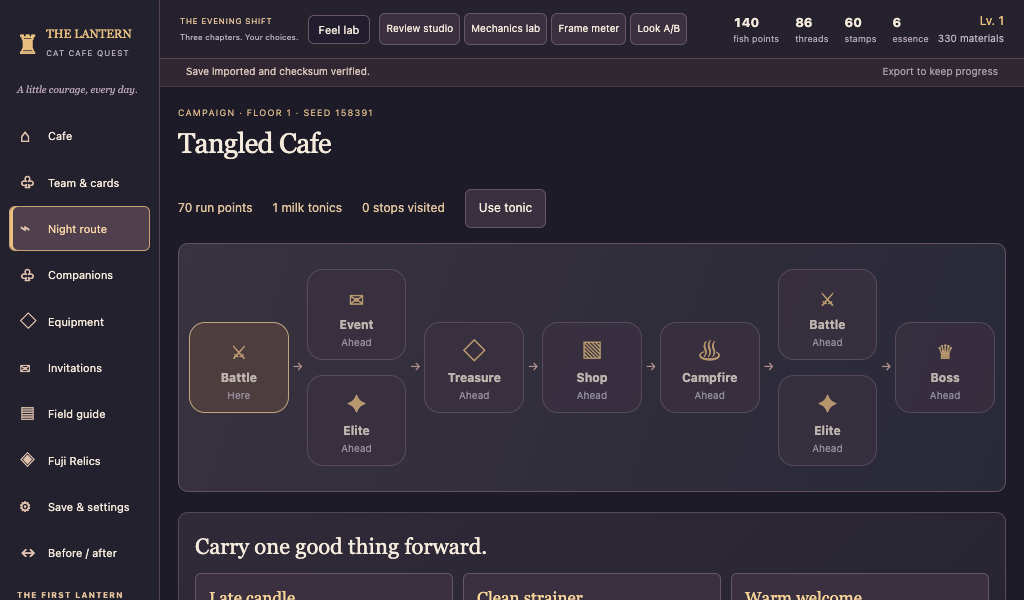 THE LANTERN
CAT CAFE QUEST
A little courage, every day.
Cafe
Team & cards
Night route
Companions
Equipment
Invitations
Field guide
Fuji Relics
Save & settings
Before / after
THE FIRST LANTERN
THE EVENING SHIFT
Three chapters. Your choices.
Feel lab
Review studio
Mechanics lab
Frame meter
Look A/B
140
fish points
86
threads
60
stamps
6
essence
Lv. 1
330 materials
Save imported and checksum verified.
Export to keep progress
CAMPAIGN · FLOOR 1 · SEED 158391
Tangled Cafe
70 run points
1 milk tonics
0 stops visited
Use tonic
Battle
Here
Event
Ahead
Elite
Ahead
Treasure
Ahead
Shop
Ahead
Campfire
Ahead
Battle
Ahead
Elite
Ahead
Boss
Ahead
Carry one good thing forward.
Late candle
Clean strainer
Warm welcome